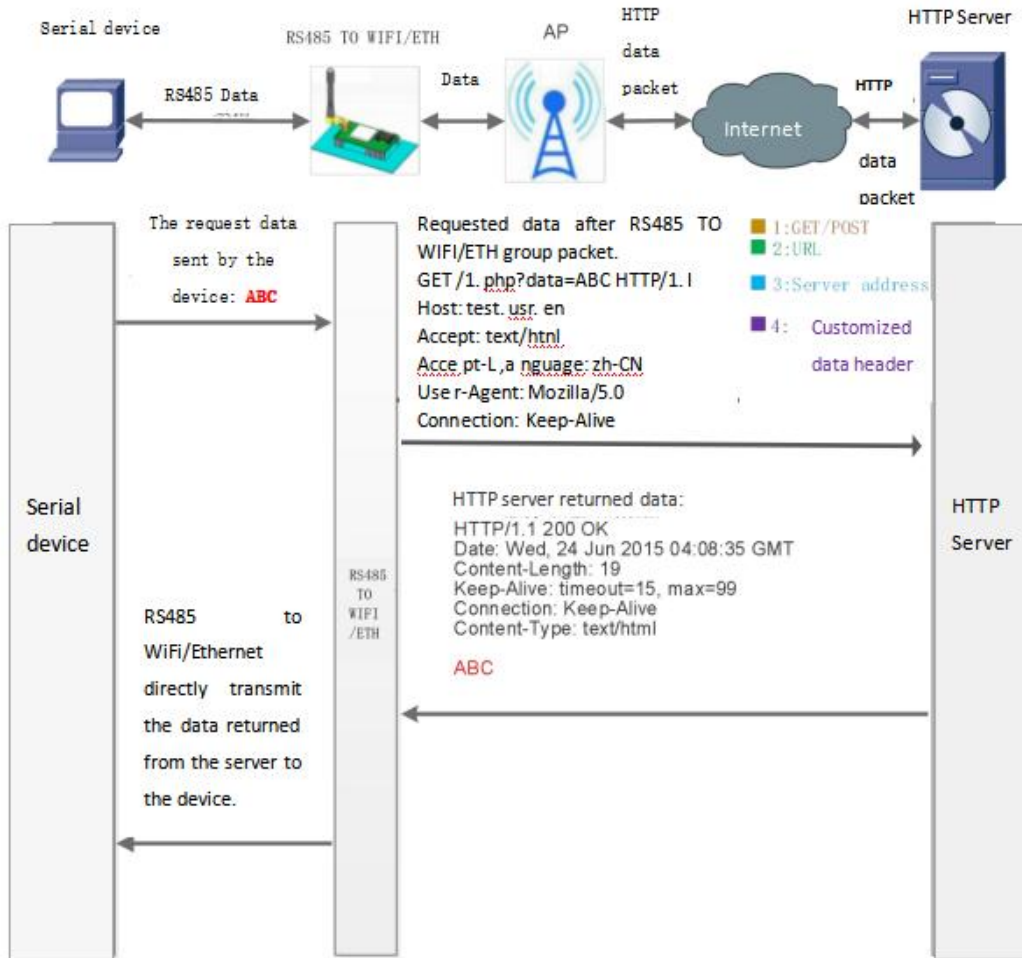 Serial device
RS485 TO WIFI/ETH
AP
HTTP
data
packet
HTTP Server
RS485 Data
Data
Internet
HTTP
data
packet
The request data
sent by the
device: ABC
Requested data after RS485 TO
WIFI/ETH group packet.
GET /1. php?data=ABC HTTP/1. l
Host: test. usr. en
Accept: text/htnl
Acce pt-L ,a nguage: zh-CN
Use r-Agent: Mozilla/5.0
Connection: Keep-Alive
1:GET/POST
2:URL
3:Server address
4: Customized
data header
Serial
device
RS485
TO
WIFI
/ETH
HTTP server returned data:
HTTP/1.1 200 OK
Date: Wed, 24 Jun 2015 04:08:35 GMT
Content-Length: 19
Keep-Alive: timeout=15, max=99
Connection: Keep-Alive
Content-Type: text/html
ABC
HTTP
Server
RS485 to
WiFi/Ethernet
directly transmit
the data returned
from the server to
the device.